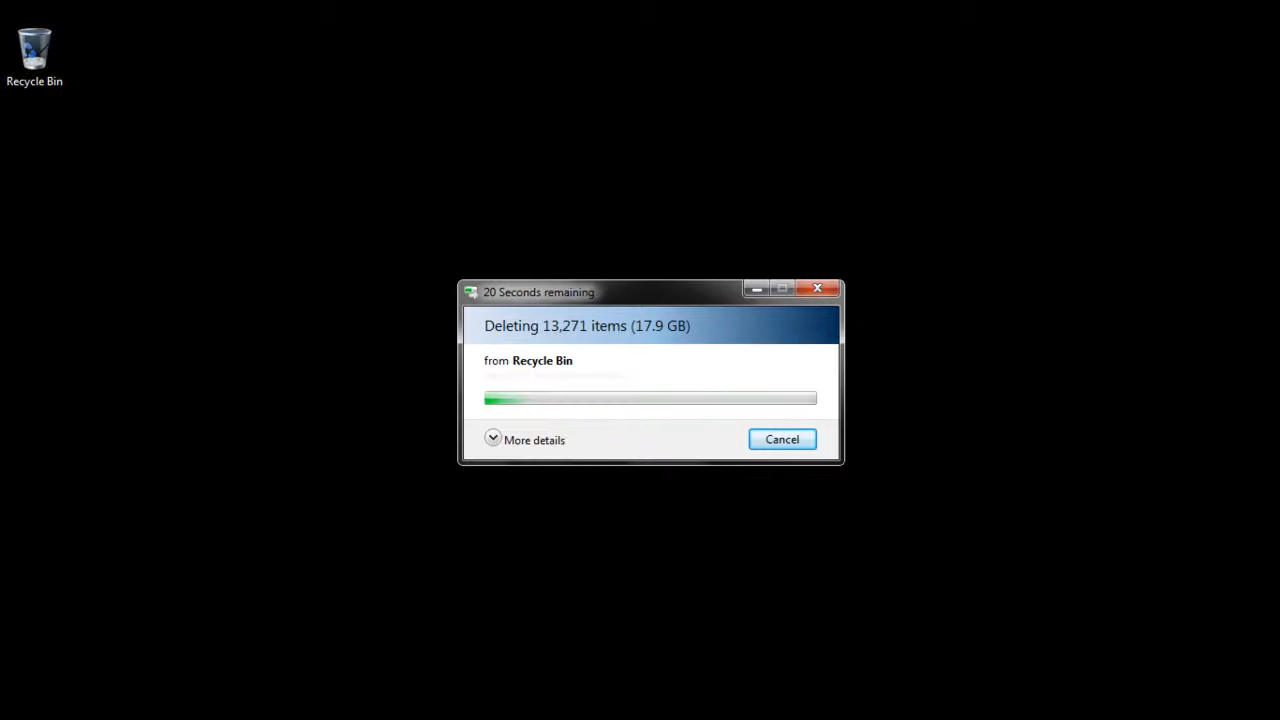 Recycle Bin
20 Seconds remaining
Deleting 13,271 items (17.9 GB)
from Recycle Bin
More details
Cancel